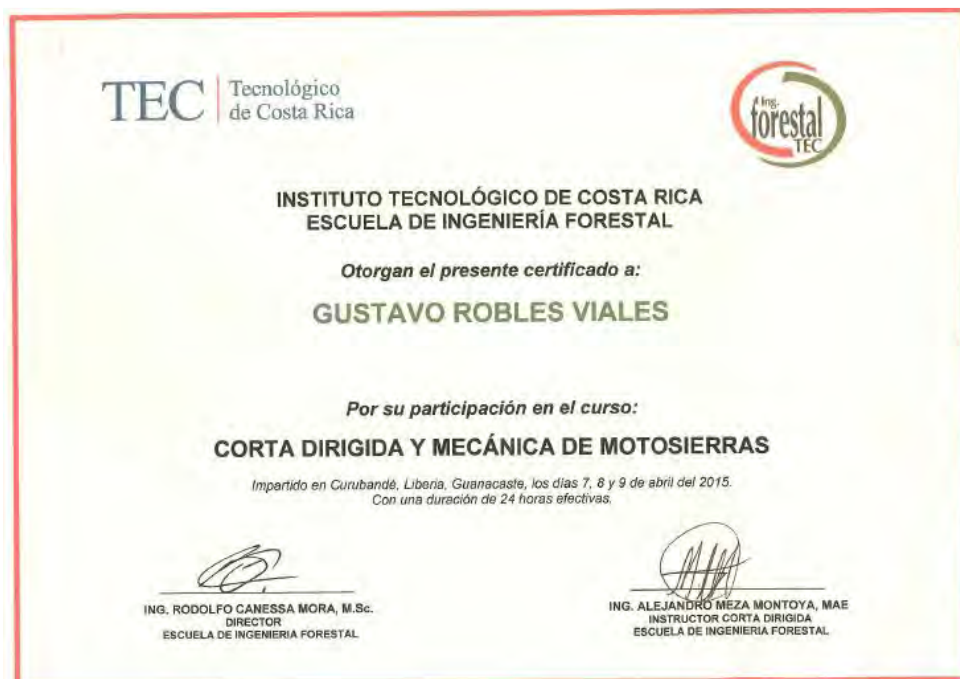 TEC
Tecnológico
de Costa Rica
Ing.
forestal
TEC
INSTITUTO TECNOLÓGICO DE COSTA RICA
ESCUELA DE INGENIERÍA FORESTAL
Otorgan el presente certificado a:
GUSTAVO ROBLES VIALES
Por su participación en el curso:
CORTA DIRIGIDA Y MECÁNICA DE MOTOSIERRAS
Impartido en Curubandé, Liberia, Guanacaste, los días 7, 8 y 9 de abril del 2015.
Con una duración de 24 horas efectivas.
ING. RODOLFO CANESSA MORA, M.Sc.
DIRECTOR
ESCUELA DE INGENIERIA FORESTAL
ING. ALEJANDRO MEZA MONTOYA, MAE
INSTRUCTOR CORTA DIRIGIDA
ESCUELA DE INGENIERIA FORESTAL